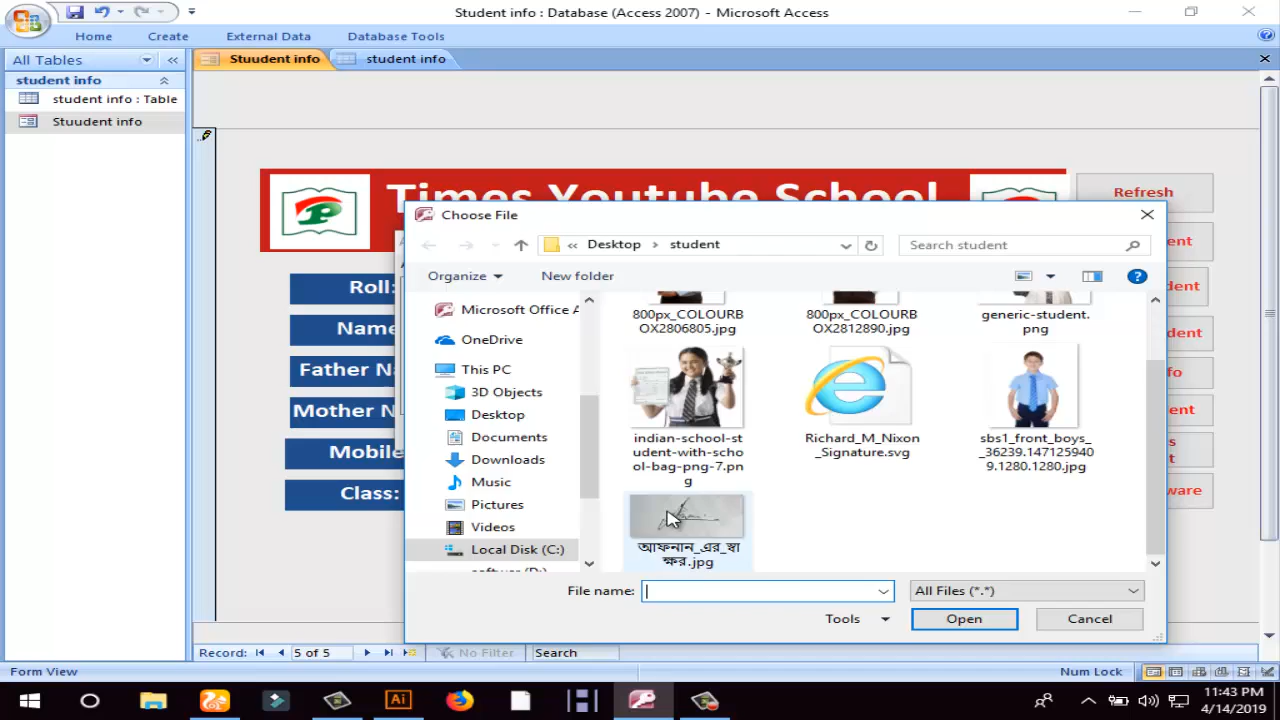 Student info : Database (Access 2007) - Microsoft Access
Home Create External Data Database Tools
All Tables
Stuudent info student info
student info
student info : Table
Stuudent info
Times Youtube School
Refresh
Choose File
Desktop student
Search student
ent
Organize New folder
Roll:
dent
Microsoft Office A
800px_COLOURB
OX2806805.jpg
800px_COLOURB
OX2812890.jpg
generic-student.
png
Name
dent
OneDrive
This PC
Father Na
fo
3D Objects
Desktop
Mother N
ent
Documents
indian-school-st
udent-with-scho
ol-bag-png-7.pn
g
Richard_M_Nixon
_Signature.svg
sbs1_front_boys_
_36239.147125940
9.1280.1280.jpg
Mobile
s
t
Downloads
Music
Class:
ware
Pictures
Videos
Local Disk (C:)
আফনান_এর_স্বা
ক্ষর.jpg
File name: All Files (*.*)
Tools Open Cancel
Record: 5 of 5 No Filter Search
Form View Num Lock
Ai
11:43 PM
4/14/2019